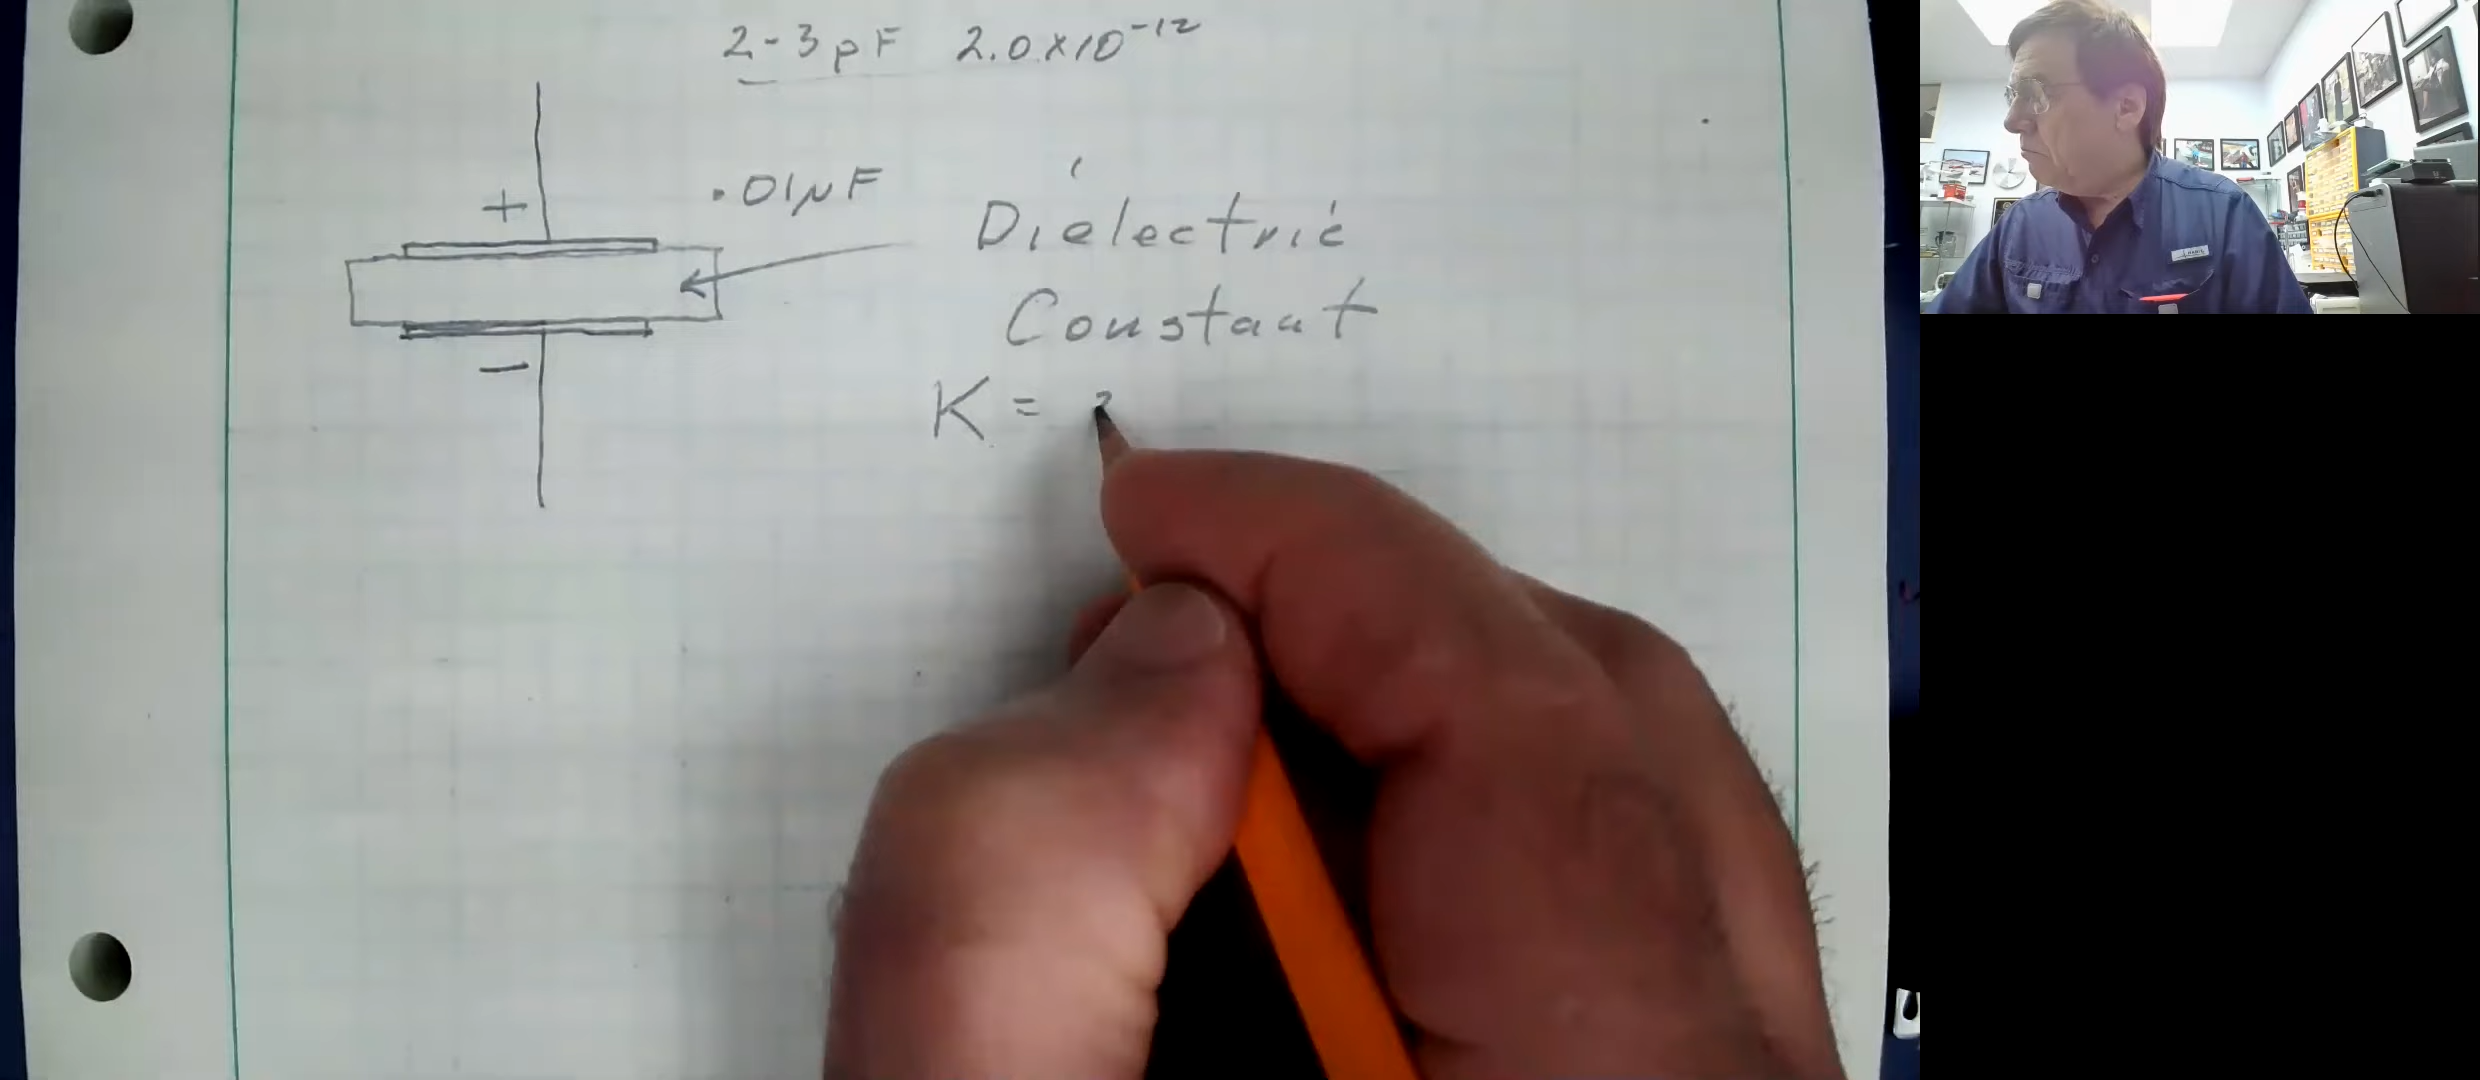 2-3pF 2.0x10⁻¹²
+
.01μF
Dielectric
Constant
-
K =